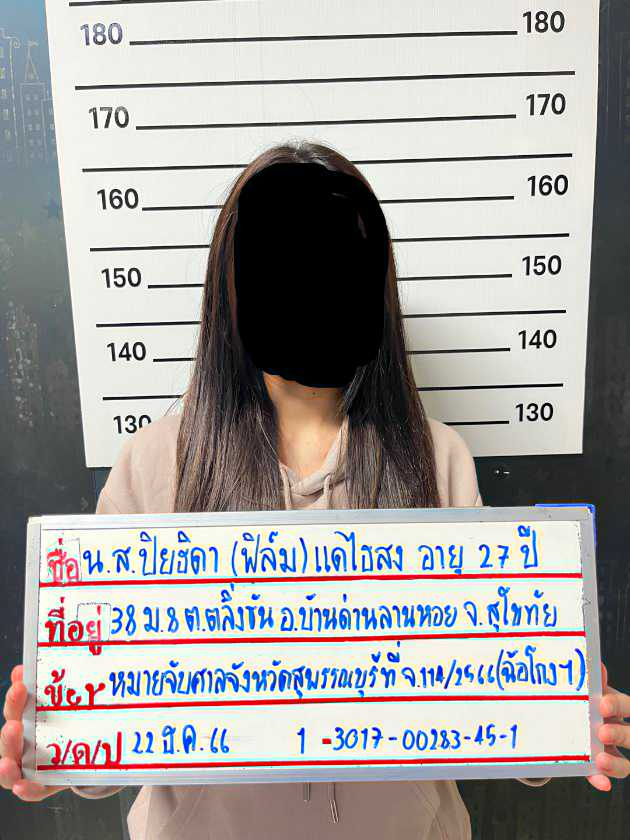 180 180
170 170
160 160
150 150
140 140
130 130
ชื่อ น.ส.ปิยธิดา (ฟิล์ม) แดไธสง อายุ 27 ปี
ที่อยู่ 38 ม.8 ต.ตลิ่งชัน อ.บ้านด่านลานหอย จ.สุโขทัย
หมายจับศาลจังหวัดสุพรรณบุรีที่ จ.114/2566 (ฉ้อโกงฯ)
ว/ด/ป 22 ธ.ค.66 1 -3017-00283-45-1